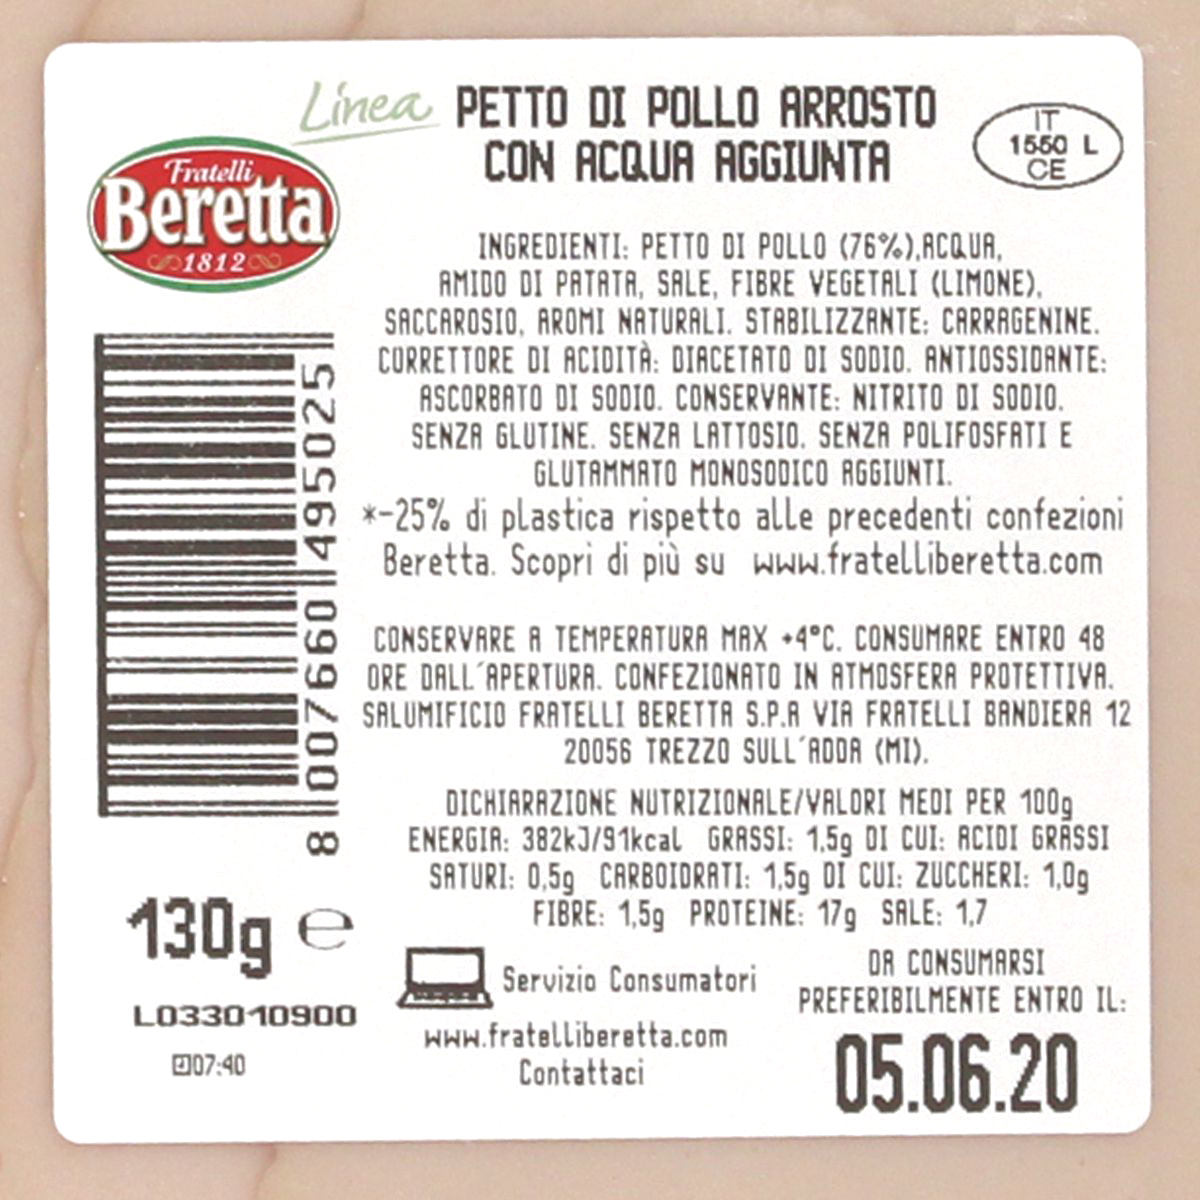 Linea
PETTO DI POLLO ARROSTO
CON ACQUA AGGIUNTA
IT
1550 L
CE
Fratelli
Beretta
1812
INGREDIENTI: PETTO DI POLLO (76%),ACQUA,
AMIDO DI PATATA, SALE, FIBRE VEGETALI (LIMONE),
SACCAROSIO, AROMI NATURALI. STABILIZZANTE: CARRAGENINE.
CORRETTORE DI ACIDITÀ: DIACETATO DI SODIO. ANTIOSSIDANTE:
ASCORBATO DI SODIO. CONSERVANTE: NITRITO DI SODIO.
SENZA GLUTINE. SENZA LATTOSIO. SENZA POLIFOSFATI E
GLUTAMMATO MONOSODICO AGGIUNTI.
*-25% di plastica rispetto alle precedenti confezioni
Beretta. Scopri di più su www.fratelliberetta.com
CONSERVARE A TEMPERATURA MAX +4°C. CONSUMARE ENTRO 48
ORE DALL´APERTURA. CONFEZIONATO IN ATMOSFERA PROTETTIVA.
SALUMIFICIO FRATELLI BERETTA S.P.A VIA FRATELLI BANDIERA 12
20056 TREZZO SULL´ADDA (MI).
DICHIARAZIONE NUTRIZIONALE/VALORI MEDI PER 100g
ENERGIA: 382kJ/91kcal GRASSI: 1,5g DI CUI: ACIDI GRASSI
SATURI: 0,5g CARBOIDRATI: 1,5g DI CUI: ZUCCHERI: 1,0g
FIBRE: 1,5g PROTEINE: 17g SALE: 1,7
8 007660 495025
130g e
L033010900
07:40
Servizio Consumatori
www.fratelliberetta.com
Contattaci
DA CONSUMARSI
PREFERIBILMENTE ENTRO IL:
05.06.20